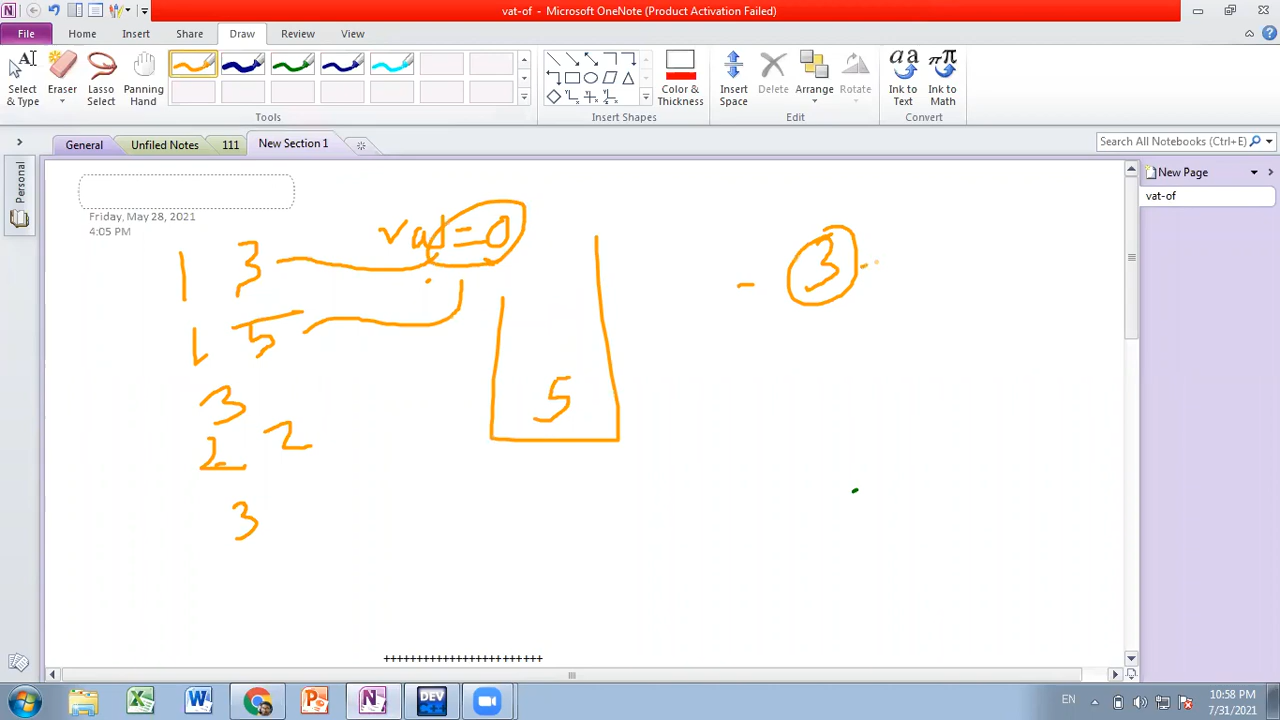 vat-of - Microsoft OneNote (Product Activation Failed)
File Home Insert Share Draw Review View
Select & Type
Eraser
Lasso Select
Panning Hand
Color & Thickness
Insert Space
Delete
Arrange
Rotate
Ink to Text
Ink to Math
Tools
Insert Shapes
Edit
Convert
General Unfiled Notes 111 New Section 1
Search All Notebooks (Ctrl+E)
Personal
New Page
vat-of
Friday, May 28, 2021
4:05 PM
val=0
1 3
1 5
3
2 2
3
5
- 3 -
++++++++++++++++++++++++
EN
10:58 PM
7/31/2021
DEV